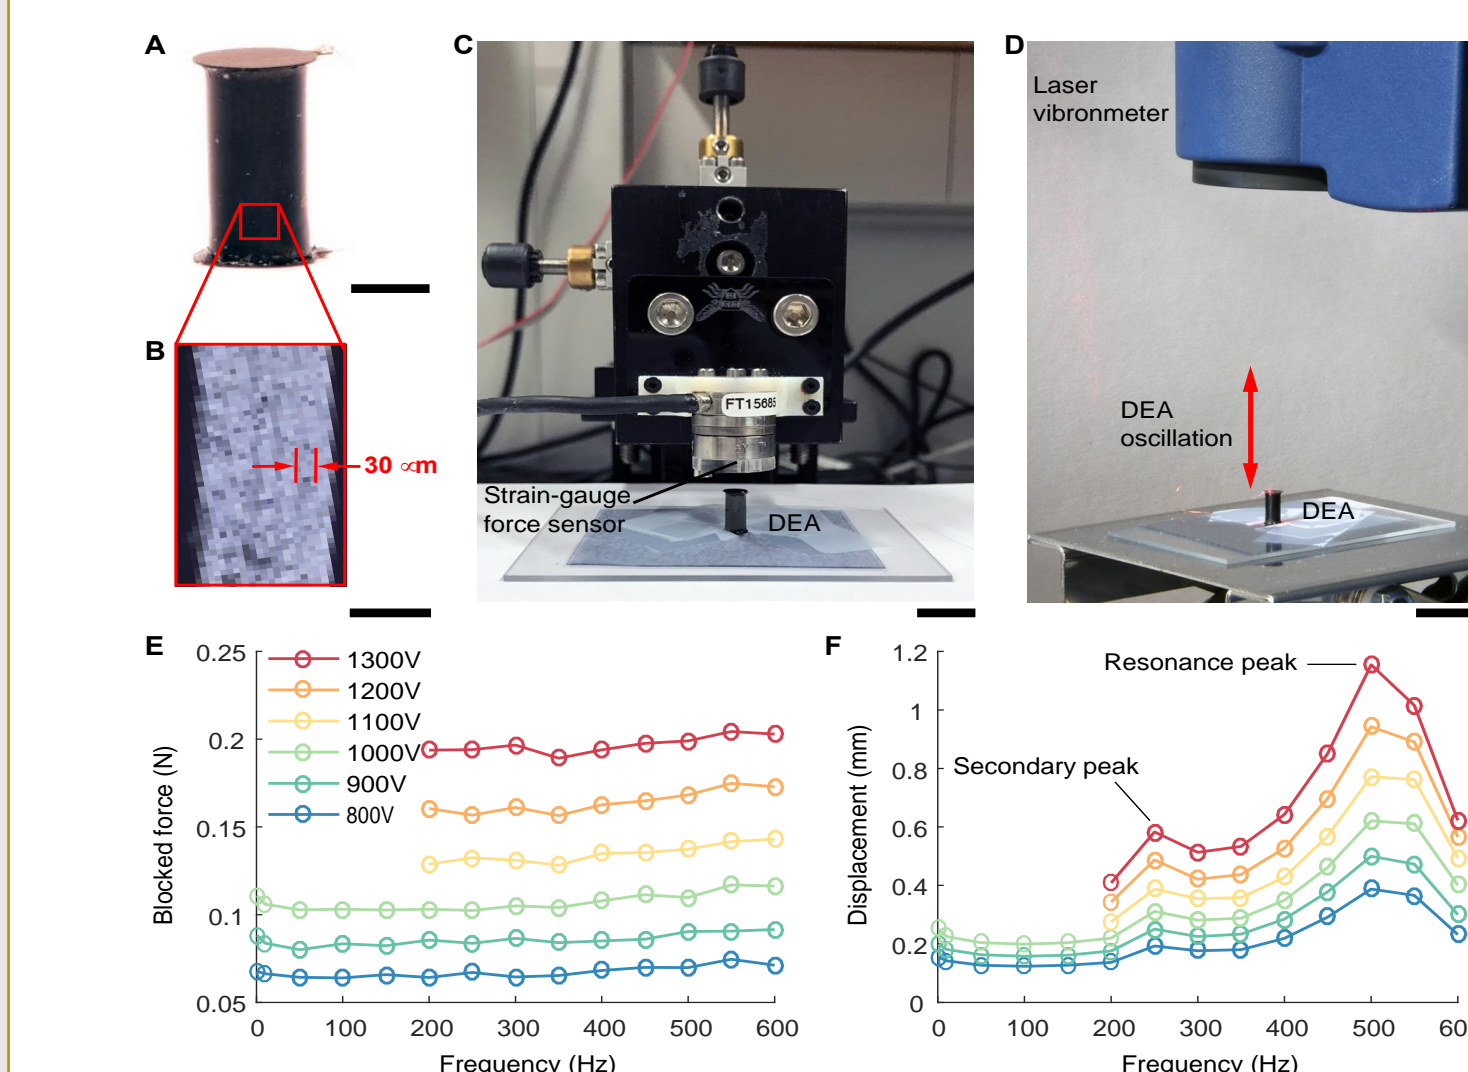 A
B
30 ∝m
C
FT15685
Strain-gauge
force sensor
DEA
D
Laser
vibronmeter
DEA
oscillation
DEA
E
0.25
0.2
0.15
0.1
0.05
Blocked force (N)
1300V
1200V
1100V
1000V
900V
800V
0 100 200 300 400 500 600
Frequency (Hz)
F
1.2
1
0.8
0.6
0.4
0.2
0
Displacement (mm)
Resonance peak
Secondary peak
0 100 200 300 400 500 60
Frequency (Hz)